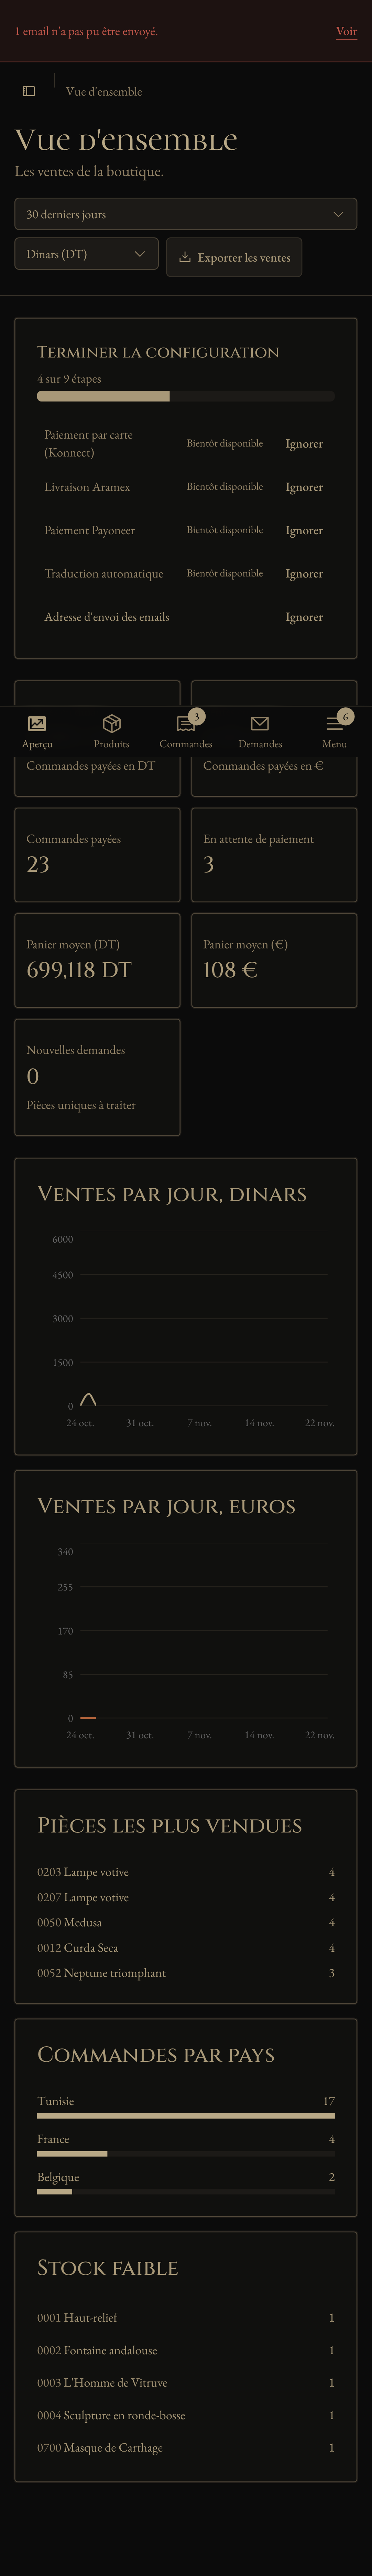 1 email n'a pas pu être envoyé.
Voir
Vue d'ensemble
Vue d'ensemble
Les ventes de la boutique.
30 derniers jours
Dinars (DT)
Exporter les ventes
Terminer la configuration
4 sur 9 étapes
Paiement par carte
(Konnect)
Bientôt disponible
Ignorer
Livraison Aramex
Bientôt disponible
Ignorer
Paiement Payoneer
Bientôt disponible
Ignorer
Traduction automatique
Bientôt disponible
Ignorer
Adresse d'envoi des emails
Ignorer
3
6
Aperçu
Produits
Commandes
Demandes
Menu
Commandes payées en DT
Commandes payées en €
Commandes payées
23
En attente de paiement
3
Panier moyen (DT)
699,118 DT
Panier moyen (€)
108 €
Nouvelles demandes
0
Pièces uniques à traiter
Ventes par jour, dinars
6000
4500
3000
1500
0
24 oct.
31 oct.
7 nov.
14 nov.
22 nov.
Ventes par jour, euros
340
255
170
85
0
24 oct.
31 oct.
7 nov.
14 nov.
22 nov.
Pièces les plus vendues
0203 Lampe votive 4
0207 Lampe votive 4
0050 Medusa 4
0012 Curda Seca 4
0052 Neptune triomphant 3
Commandes par pays
Tunisie 17
France 4
Belgique 2
Stock faible
0001 Haut-relief 1
0002 Fontaine andalouse 1
0003 L'Homme de Vitruve 1
0004 Sculpture en ronde-bosse 1
0700 Masque de Carthage 1